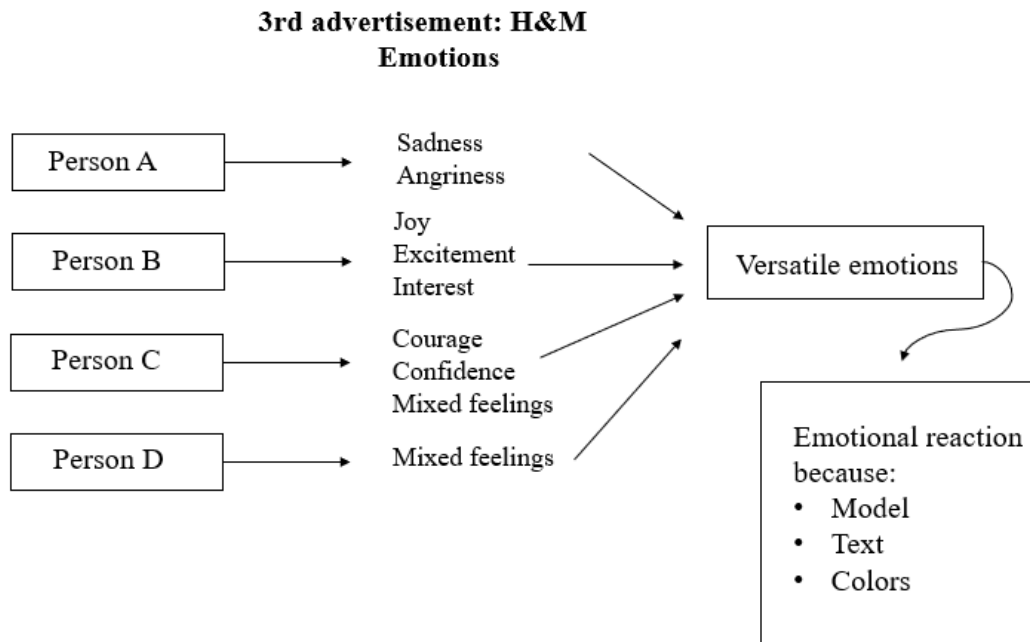 3rd advertisement: H&M
Emotions
Person A
Sadness
Angriness
Person B
Joy
Excitement
Interest
Person C
Courage
Confidence
Mixed feelings
Person D
Mixed feelings
Versatile emotions
Emotional reaction
because:
• Model
• Text
• Colors